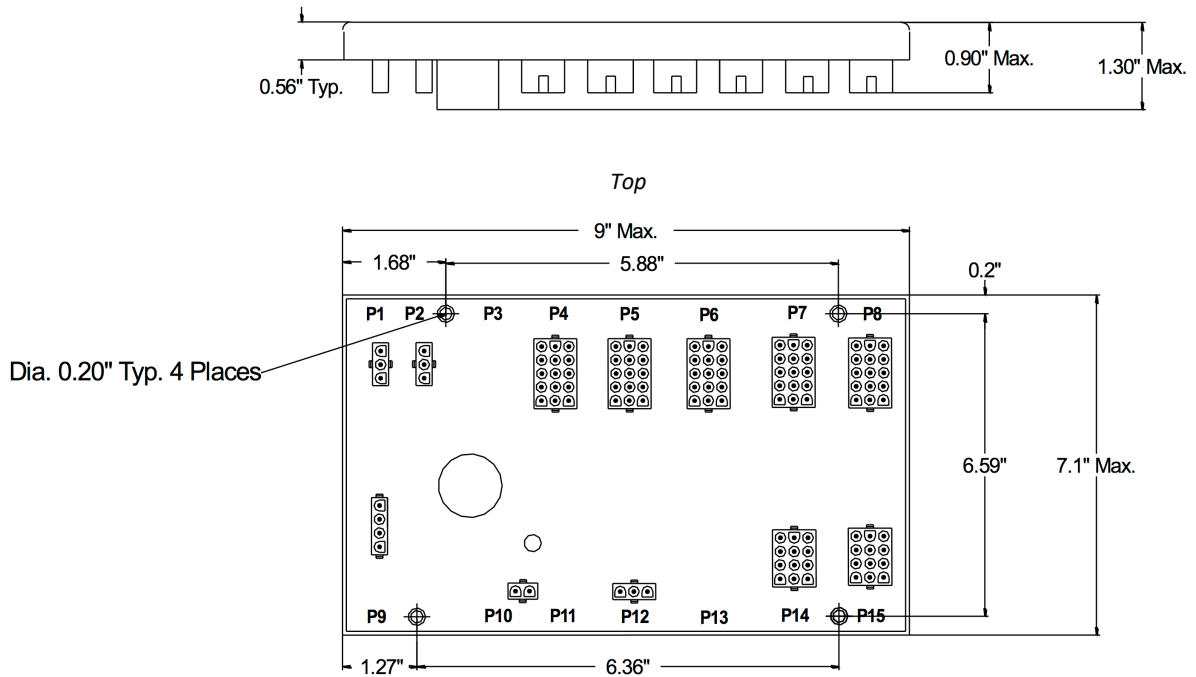 0.56" Typ.
0.90" Max.
1.30" Max.
Top
9" Max.
1.68"
5.88"
0.2"
P1 P2 P3 P4 P5 P6 P7 P8
Dia. 0.20" Typ. 4 Places
6.59"
7.1" Max.
P9 P10 P11 P12 P13 P14 P15
1.27"
6.36"